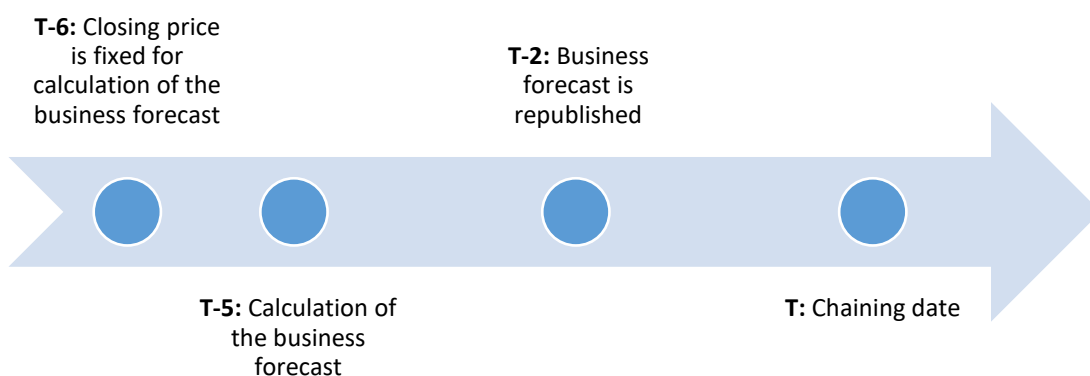 T-6: Closing price
is fixed for
calculation of the
business forecast
T-5: Calculation of
the business
forecast
T-2: Business
forecast is
republished
T: Chaining date